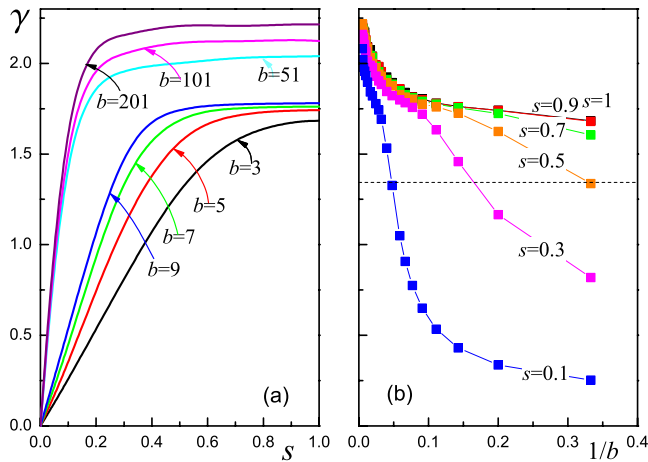 γ
2.0
1.5
1.0
0.5
0.0
b=201
b=101
b=51
b=3
b=5
b=7
b=9
(a)
0.0 0.2 0.4 0.6 0.8 1.0
s
s=0.9 s=1
s=0.7
s=0.5
s=0.3
s=0.1
(b)
0.0 0.1 0.2 0.3 0.4
1/b